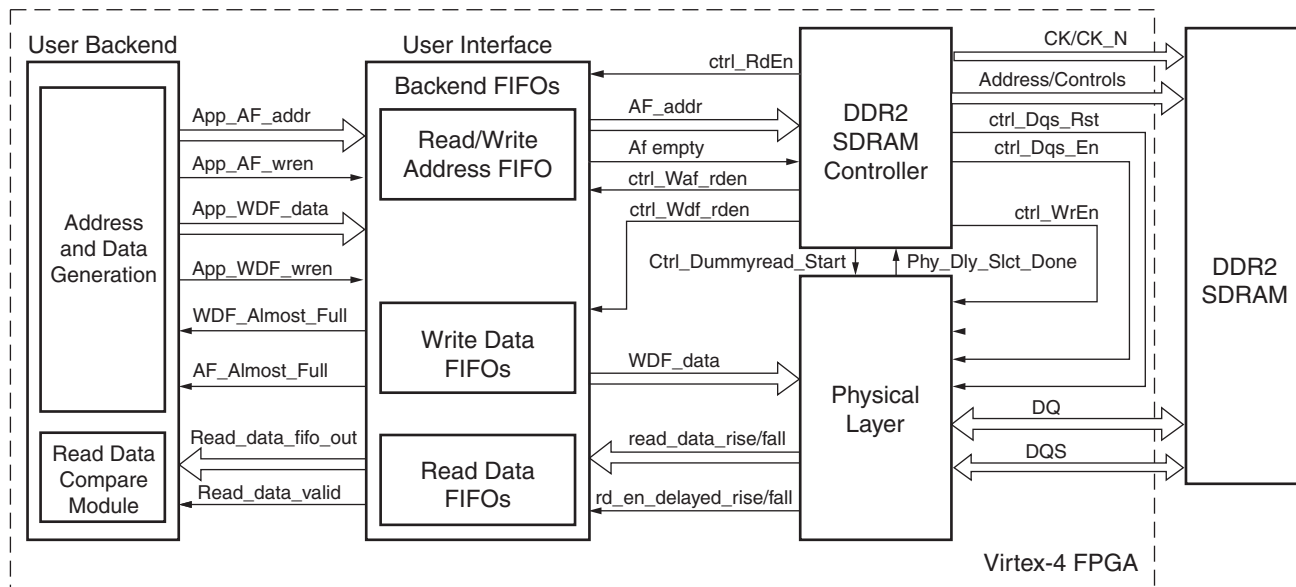 User Backend
Address
and Data
Generation
Read Data
Compare
Module
App_AF_addr
App_AF_wren
App_WDF_data
App_WDF_wren
WDF_Almost_Full
AF_Almost_Full
Read_data_fifo_out
Read_data_valid
User Interface
Backend FIFOs
Read/Write
Address FIFO
Write Data
FIFOs
Read Data
FIFOs
ctrl_RdEn
AF_addr
Af empty
ctrl_Waf_rden
ctrl_Wdf_rden
Ctrl_Dummyread_Start
Phy_Dly_Slct_Done
WDF_data
read_data_rise/fall
rd_en_delayed_rise/fall
DDR2
SDRAM
Controller
Physical
Layer
CK/CK_N
Address/Controls
ctrl_Dqs_Rst
ctrl_Dqs_En
ctrl_WrEn
DQ
DQS
DDR2
SDRAM
Virtex-4 FPGA